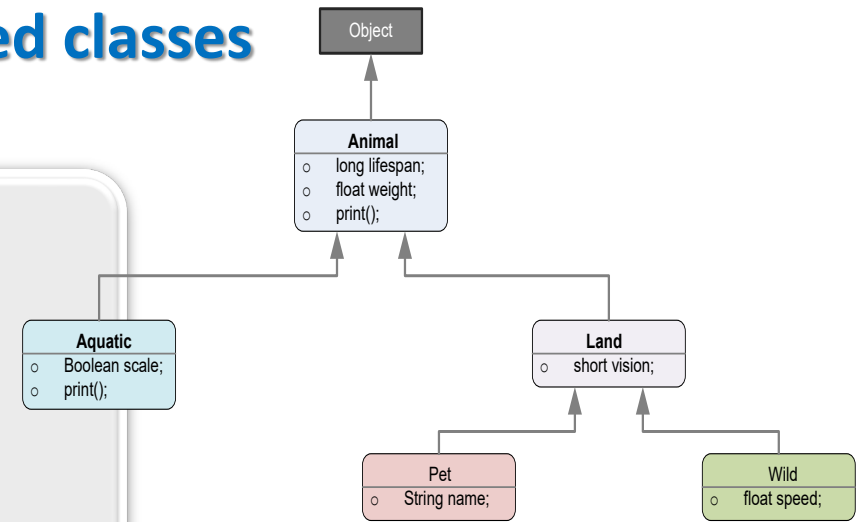 ed classes
Object
Animal
○ long lifespan;
○ float weight;
○ print();
Aquatic
○ Boolean scale;
○ print();
Land
○ short vision;
Pet
○ String name;
Wild
○ float speed;